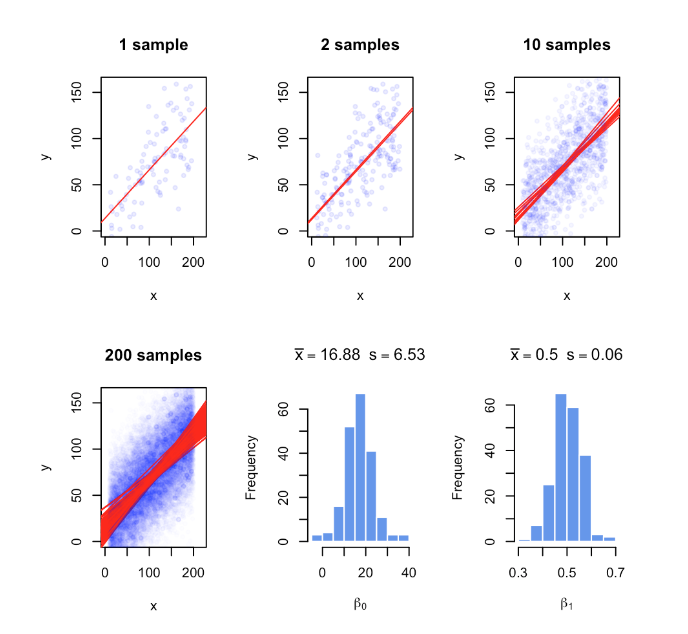 1 sample
2 samples
10 samples
y
0 50 100 150
0 100 200
x
y
0 50 100 150
0 100 200
x
y
0 50 100 150
0 100 200
x
200 samples
x̅ = 16.88 s = 6.53
x̅ = 0.5 s = 0.06
y
0 50 100 150
0 100 200
x
Frequency
0 20 40 60
0 20 40
β₀
Frequency
0 20 40 60
0.3 0.5 0.7
β₁